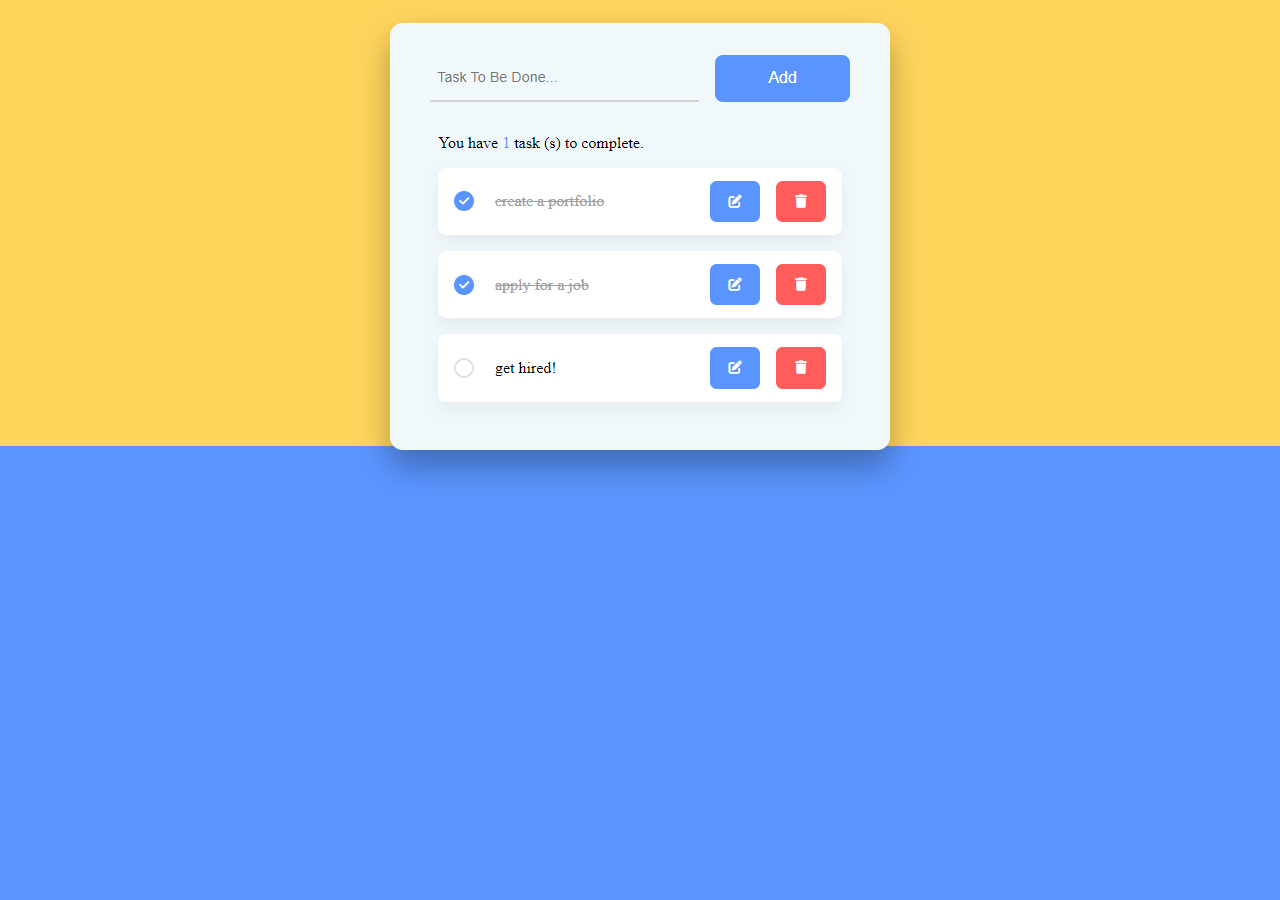 Task To Be Done...
Add
You have 1 task (s) to complete.
create a portfolio
apply for a job
get hired!